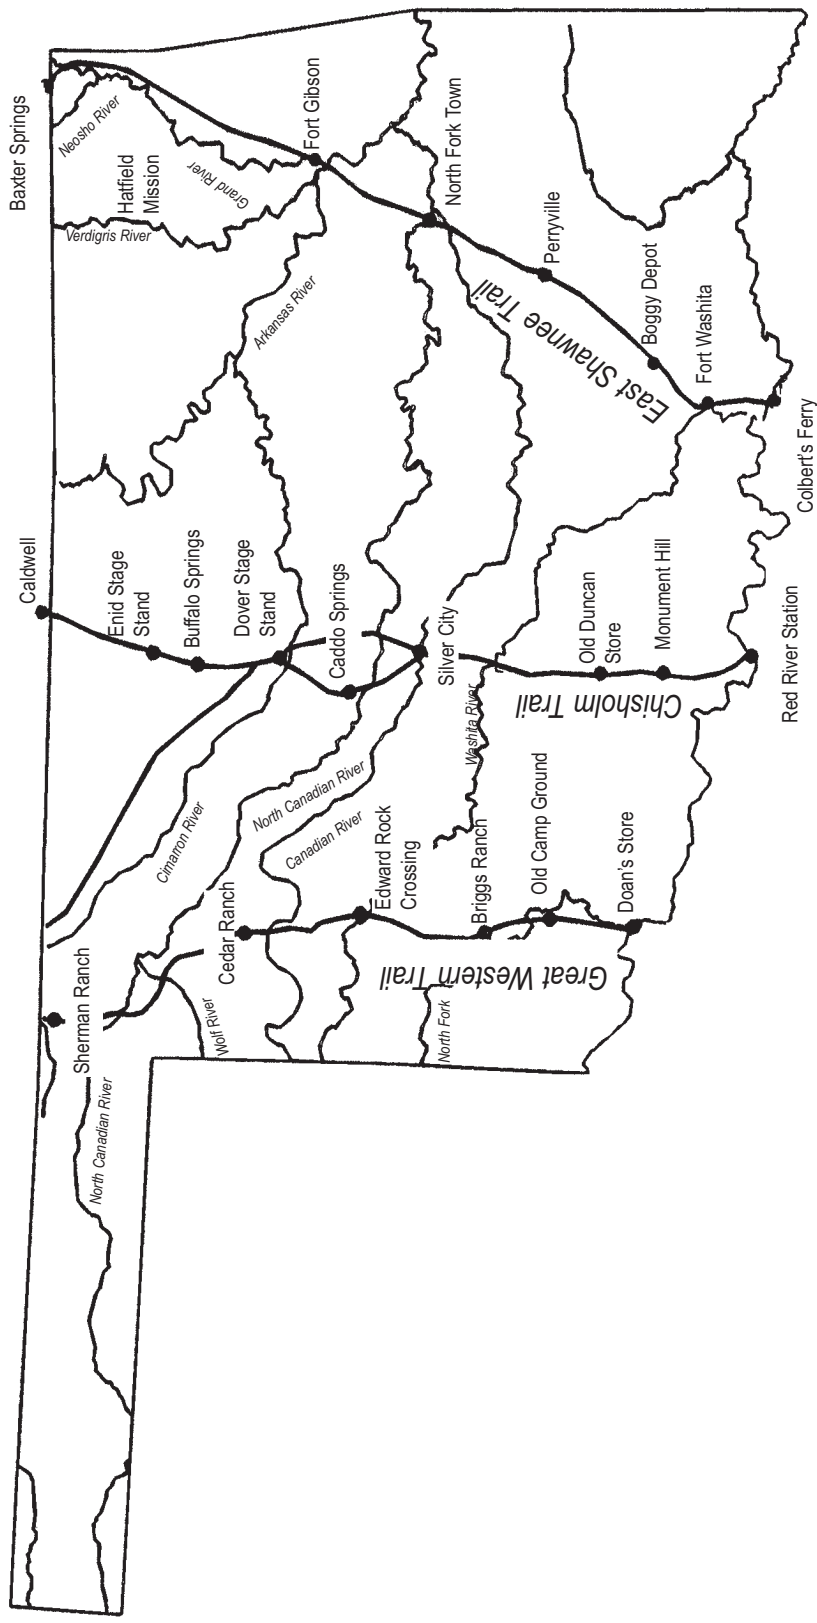 Baxter Springs
Neosho River
Hatfield
Mission
Grand River
Verdigris River
Fort Gibson
North Fork Town
Arkansas River
Perryville
East Shawnee Trail
Boggy Depot
Fort Washita
Colbert's Ferry
Caldwell
Enid Stage
Stand
Buffalo Springs
Dover Stage
Stand
Caddo Springs
Silver City
Washita River
Old Duncan
Store
Monument Hill
Chisholm Trail
Red River Station
Cimarron River
North Canadian River
Canadian River
Sherman Ranch
Cedar Ranch
Edward Rock
Crossing
Briggs Ranch
Old Camp Ground
Doan's Store
Great Western Trail
Wolf River
North Fork
North Canadian River